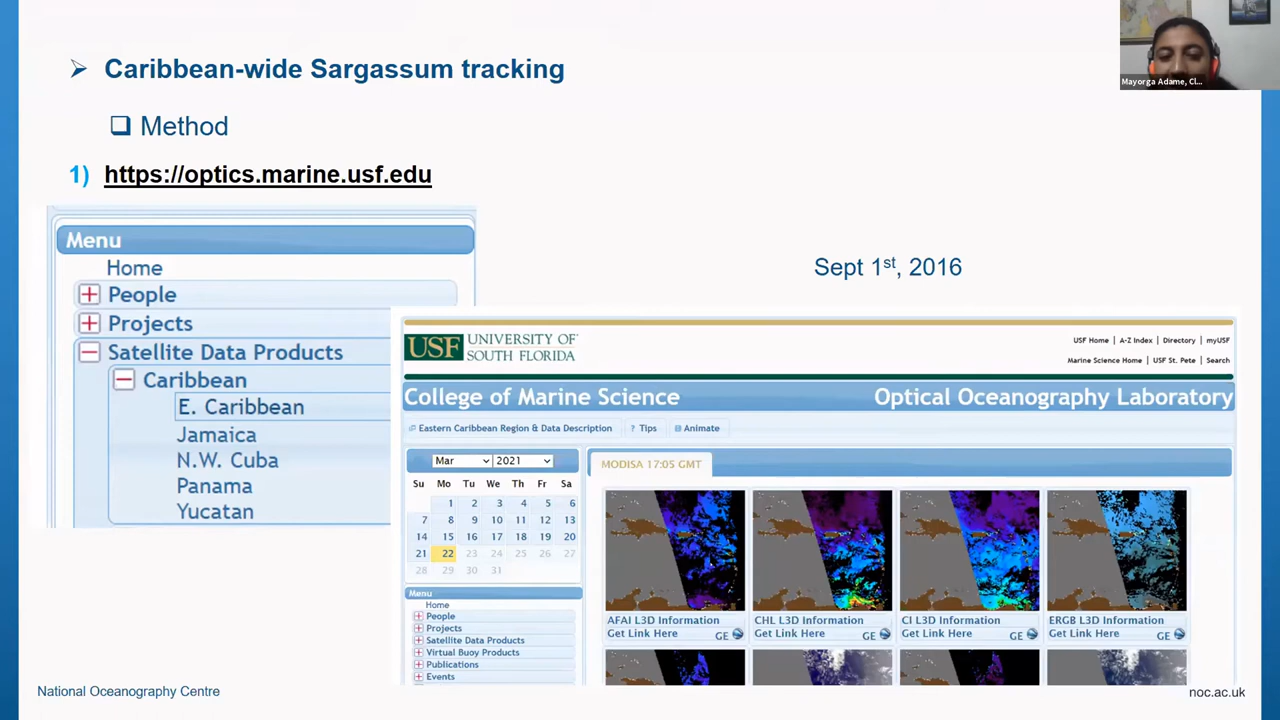 Caribbean-wide Sargassum tracking
Mayorga Adame, Cl...
Method
1) https://optics.marine.usf.edu
Menu
Home
People
Projects
Satellite Data Products
Caribbean
E. Caribbean
Jamaica
N.W. Cuba
Panama
Yucatan
Sept 1st, 2016
USF UNIVERSITY OF
SOUTH FLORIDA
USF Home | A-Z Index | Directory | myUSF
Marine Science Home | USF St. Pete | Search
College of Marine Science Optical Oceanography Laboratory
Eastern Caribbean Region & Data Description ? Tips Animate
Mar 2021
Su Mo Tu We Th Fr Sa
1 2 3 4 5 6
7 8 9 10 11 12 13
14 15 16 17 18 19 20
21 22 23 24 25 26 27
28 29 30 31
Menu
Home
People
Projects
Satellite Data Products
Virtual Buoy Products
Publications
Events
MODISA 17:05 GMT
AFAI L3D Information
Get Link Here GE
CHL L3D Information
Get Link Here GE
CI L3D Information
Get Link Here GE
ERGB L3D Information
Get Link Here GE
National Oceanography Centre
noc.ac.uk